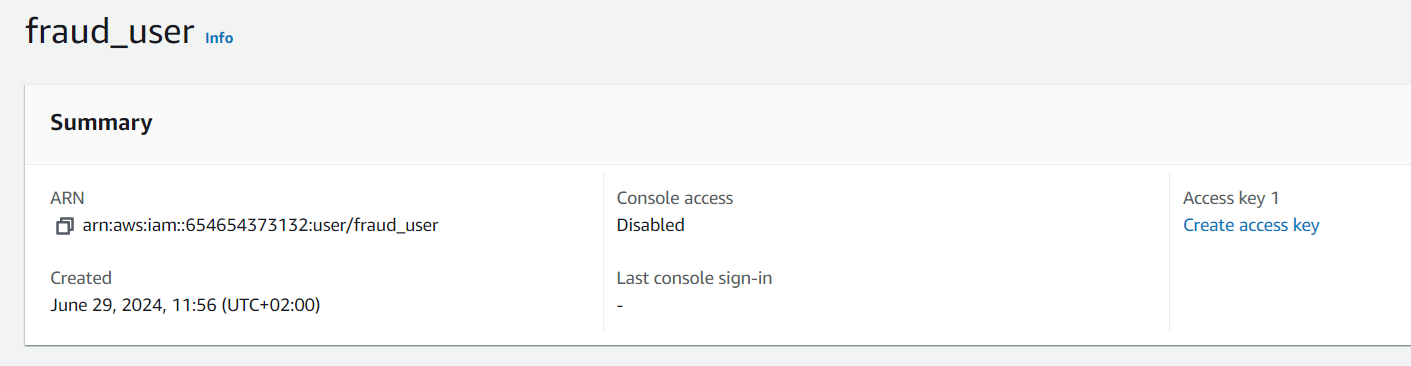 fraud_user Info
Summary
ARN
arn:aws:iam::654654373132:user/fraud_user
Created
June 29, 2024, 11:56 (UTC+02:00)
Console access
Disabled
Last console sign-in
-
Access key 1
Create access key